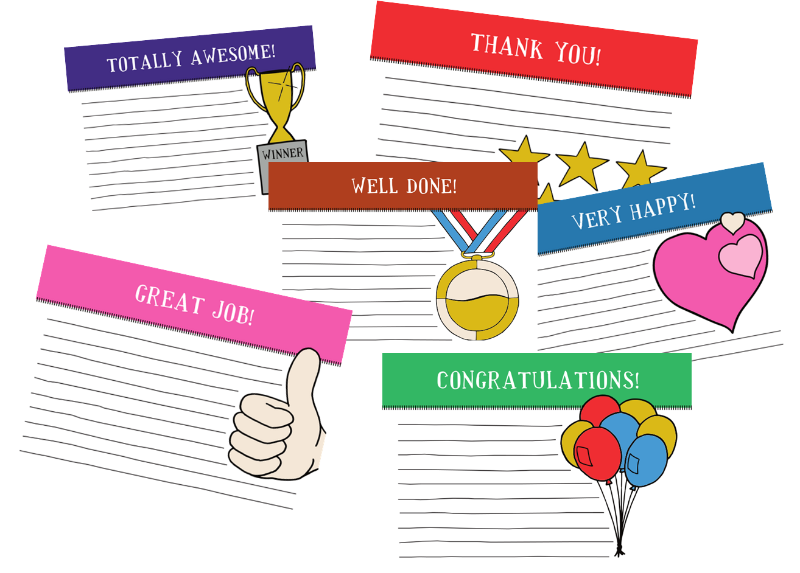 TOTALLY AWESOME!
THANK YOU!
WINNER
WELL DONE!
VERY HAPPY!
GREAT JOB!
CONGRATULATIONS!